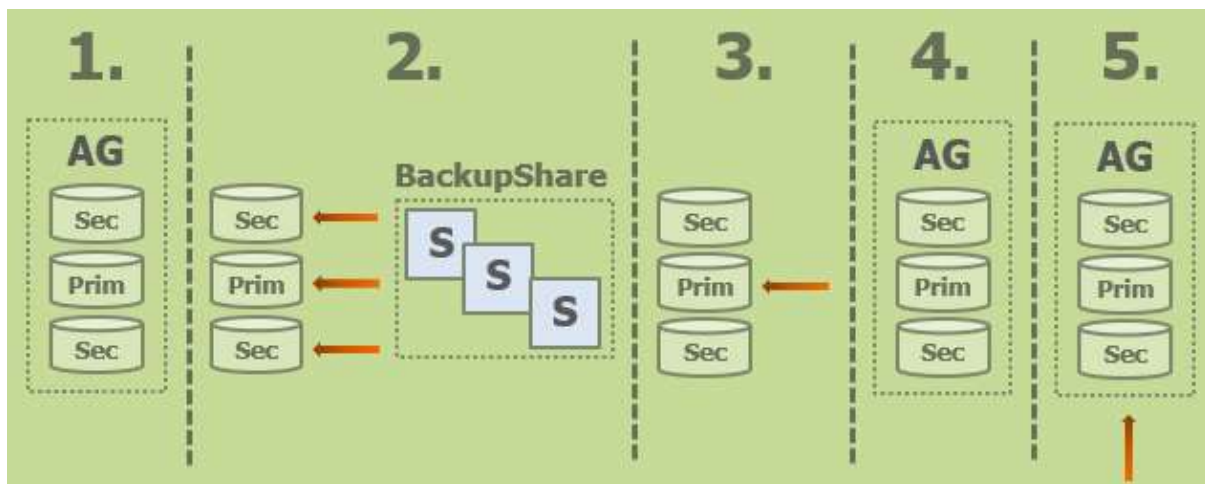 1.
AG
Sec
Prim
Sec
2.
BackupShare
Sec
Prim
Sec
S
S
S
3.
Sec
Prim
Sec
4.
AG
Sec
Prim
Sec
5.
AG
Sec
Prim
Sec